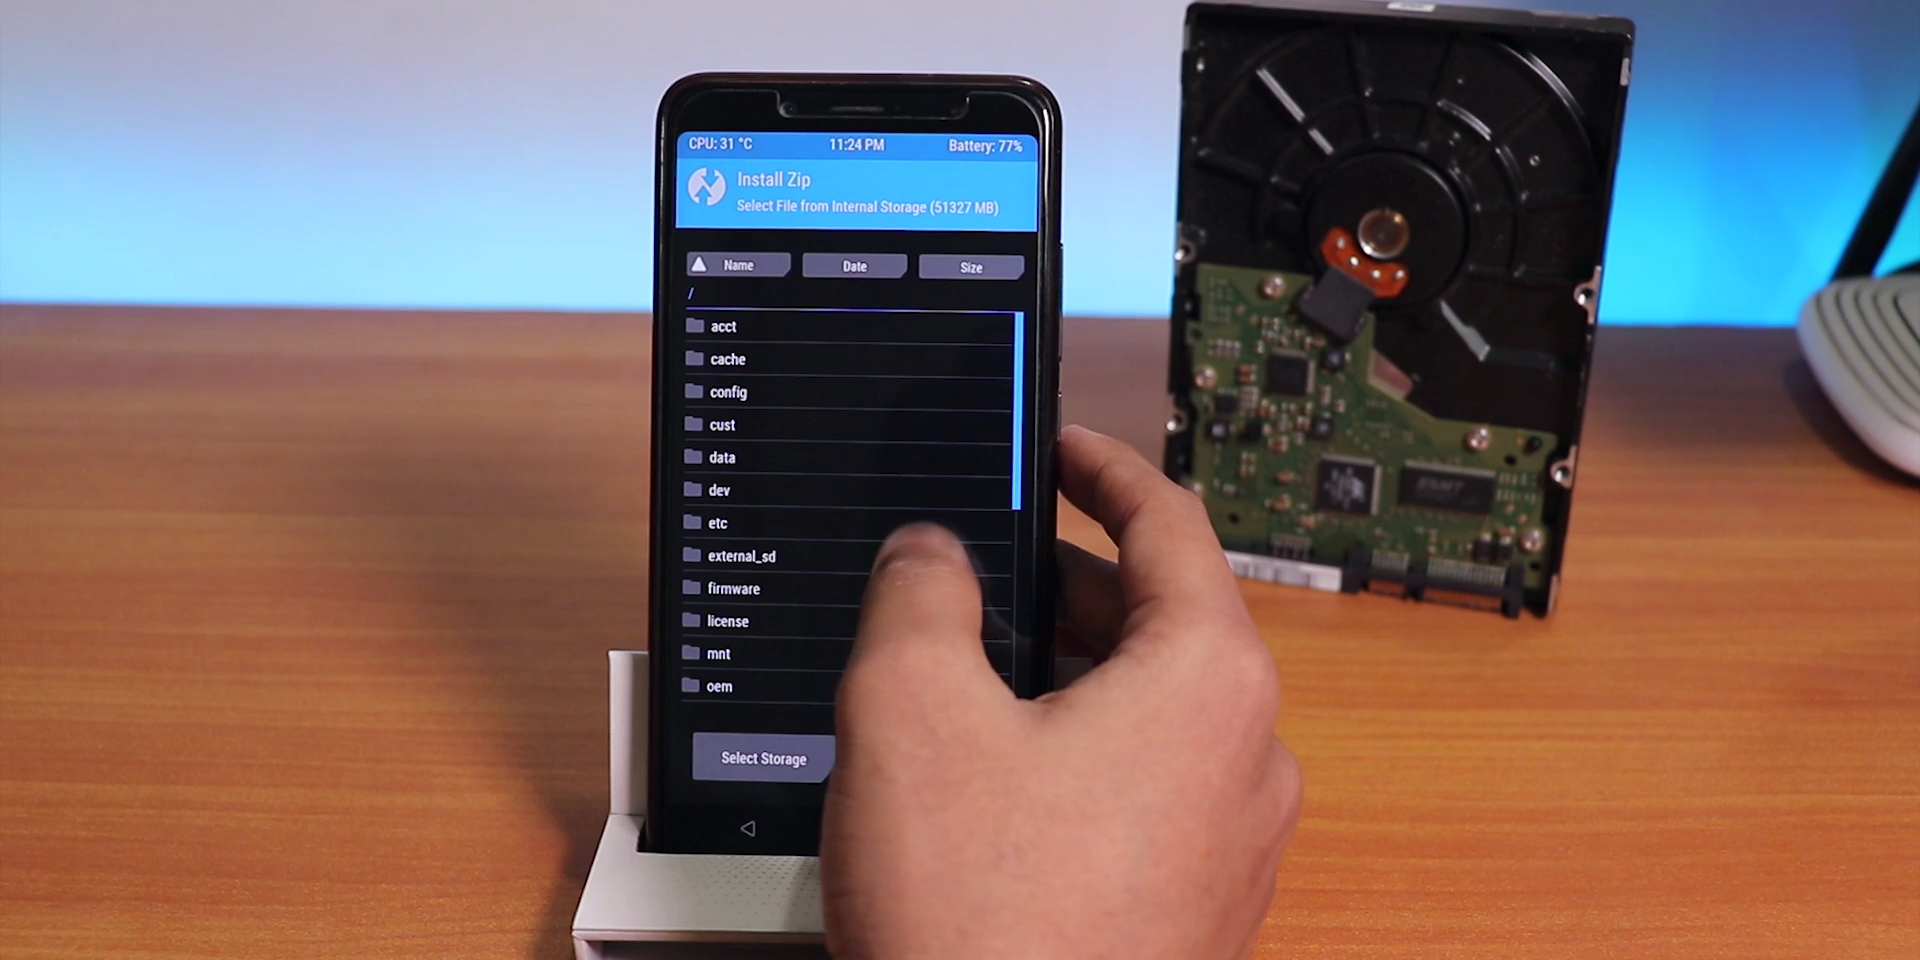 CPU: 31 °C 11:24 PM Battery: 77%
Install Zip
Select File from Internal Storage (51327 MB)
Name Date Size
/
acct
cache
config
cust
data
dev
etc
external_sd
firmware
license
mnt
oem
Select Storage